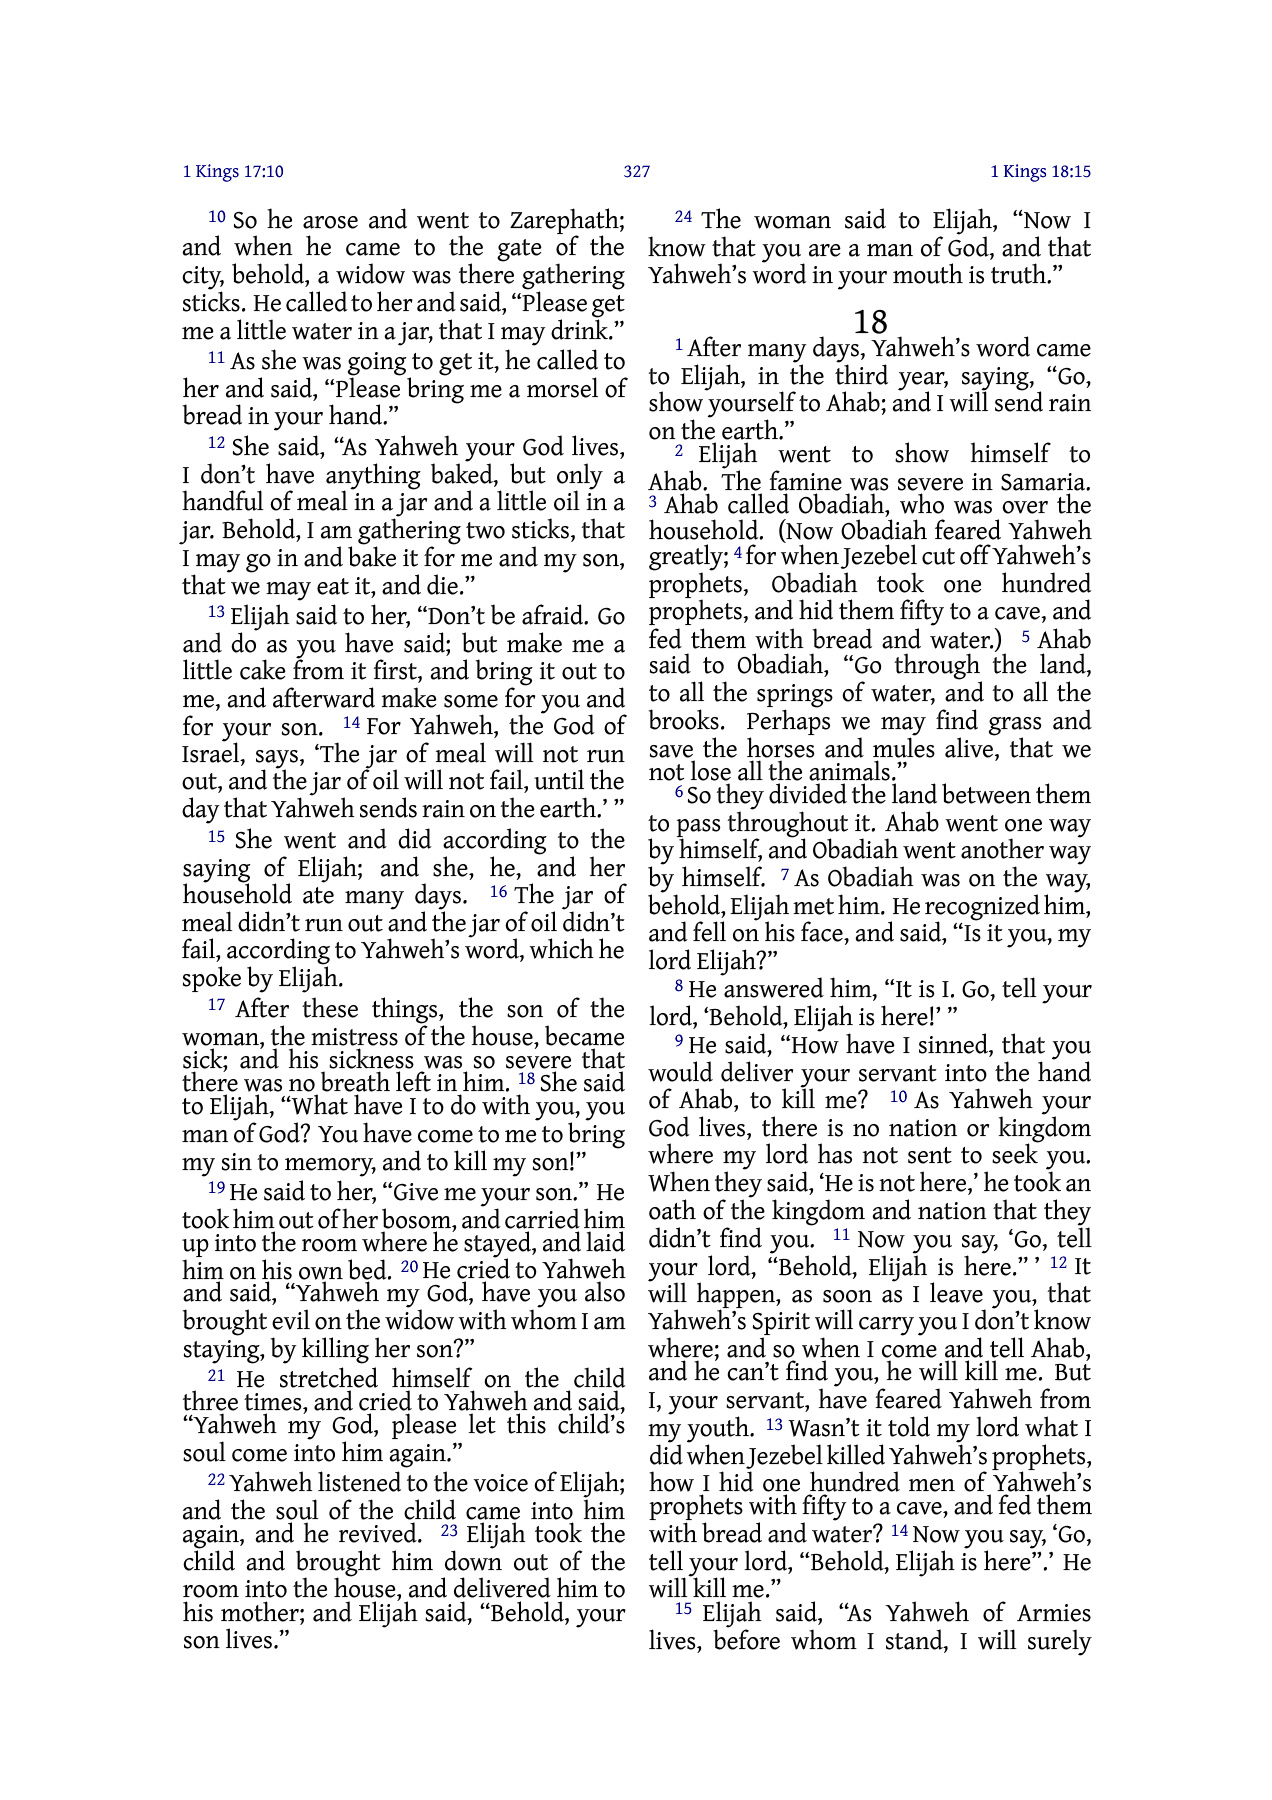 1 Kings 17:10
327
1 Kings 18:15
10 So he arose and went to Zarephath;
and when he came to the gate of the
city, behold, a widow was there gathering
sticks. He called to her and said, “Please get
me a little water in a jar, that I may drink.”
11 As she was going to get it, he called to
her and said, “Please bring me a morsel of
bread in your hand.”
12 She said, “As Yahweh your God lives,
I don’t have anything baked, but only a
handful of meal in a jar and a little oil in a
jar. Behold, I am gathering two sticks, that
I may go in and bake it for me and my son,
that we may eat it, and die.”
13 Elijah said to her, “Don’t be afraid. Go
and do as you have said; but make me a
little cake from it first, and bring it out to
me, and afterward make some for you and
for your son. 14 For Yahweh, the God of
Israel, says, ‘The jar of meal will not run
out, and the jar of oil will not fail, until the
day that Yahweh sends rain on the earth.’ ”
15 She went and did according to the
saying of Elijah; and she, he, and her
household ate many days. 16 The jar of
meal didn’t run out and the jar of oil didn’t
fail, according to Yahweh’s word, which he
spoke by Elijah.
17 After these things, the son of the
woman, the mistress of the house, became
sick; and his sickness was so severe that
there was no breath left in him. 18 She said
to Elijah, “What have I to do with you, you
man of God? You have come to me to bring
my sin to memory, and to kill my son!”
19 He said to her, “Give me your son.” He
took him out of her bosom, and carried him
up into the room where he stayed, and laid
him on his own bed. 20 He cried to Yahweh
and said, “Yahweh my God, have you also
brought evil on the widow with whom I am
staying, by killing her son?”
21 He stretched himself on the child
three times, and cried to Yahweh and said,
“Yahweh my God, please let this child’s
soul come into him again.”
22 Yahweh listened to the voice of Elijah;
and the soul of the child came into him
again, and he revived. 23 Elijah took the
child and brought him down out of the
room into the house, and delivered him to
his mother; and Elijah said, “Behold, your
son lives.”
24 The woman said to Elijah, “Now I
know that you are a man of God, and that
Yahweh’s word in your mouth is truth.”
18
1 After many days, Yahweh’s word came
to Elijah, in the third year, saying, “Go,
show yourself to Ahab; and I will send rain
on the earth.”
2 Elijah went to show himself to
Ahab. The famine was severe in Samaria.
3 Ahab called Obadiah, who was over the
household. (Now Obadiah feared Yahweh
greatly; 4 for when Jezebel cut off Yahweh’s
prophets, Obadiah took one hundred
prophets, and hid them fifty to a cave, and
fed them with bread and water.) 5 Ahab
said to Obadiah, “Go through the land,
to all the springs of water, and to all the
brooks. Perhaps we may find grass and
save the horses and mules alive, that we
not lose all the animals.”
6 So they divided the land between them
to pass throughout it. Ahab went one way
by himself, and Obadiah went another way
by himself. 7 As Obadiah was on the way,
behold, Elijah met him. He recognized him,
and fell on his face, and said, “Is it you, my
lord Elijah?”
8 He answered him, “It is I. Go, tell your
lord, ‘Behold, Elijah is here!’ ”
9 He said, “How have I sinned, that you
would deliver your servant into the hand
of Ahab, to kill me? 10 As Yahweh your
God lives, there is no nation or kingdom
where my lord has not sent to seek you.
When they said, ‘He is not here,’ he took an
oath of the kingdom and nation that they
didn’t find you. 11 Now you say, ‘Go, tell
your lord, “Behold, Elijah is here.” ’ 12 It
will happen, as soon as I leave you, that
Yahweh’s Spirit will carry you I don’t know
where; and so when I come and tell Ahab,
and he can’t find you, he will kill me. But
I, your servant, have feared Yahweh from
my youth. 13 Wasn’t it told my lord what I
did when Jezebel killed Yahweh’s prophets,
how I hid one hundred men of Yahweh’s
prophets with fifty to a cave, and fed them
with bread and water? 14 Now you say, ‘Go,
tell your lord, “Behold, Elijah is here”.’ He
will kill me.”
15 Elijah said, “As Yahweh of Armies
lives, before whom I stand, I will surely